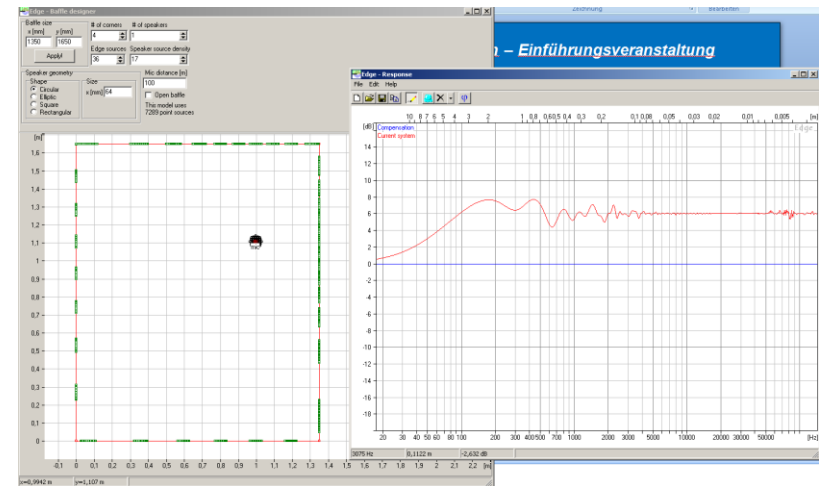 Edge - Baffle designer
Baffle size
x [mm] y [mm]
1350 1650
Apply!
# of corners # of speakers
4 1
Edge sources Speaker source density
36 17
Speaker geometry
Shape
Circular
Elliptic
Square
Rectangular
Size
x [mm] 64
Mic distance [m]
100
Open baffle
This model uses
7289 point sources
[m]
1,6
1,5
1,4
1,3
1,2
1,1
1
0,9
0,8
0,7
0,6
0,5
0,4
0,3
0,2
0,1
0
-0,1 0 0,1 0,2 0,3 0,4 0,5 0,6 0,7 0,8 0,9 1 1,1 1,2 1,3 1,4 1,5 1,6 1,7 1,8 1,9 2 2,1 2,2 [m]
x=0,9942 m y=1,107 m
Zeichnung Bearbeiten
– Einführungsveranstaltung
Edge - Response
File Edit Help
10 8 7 6 5 4 3 2 1 0,8 0,60,5 0,4 0,3 0,2 0,1 0,08 0,05 0,03 0,02 0,01 0,005 [m]
[dB] Compensation
Current system
Edge
14
12
10
8
6
4
2
0
-2
-4
-6
-8
-10
-12
-14
-16
-18
20 30 40 50 60 80 100 200 300 400500 700 1000 2000 3000 5000 10000 20000 30000 50000 [Hz]
3075 Hz 0,1122 m -2,632 dB